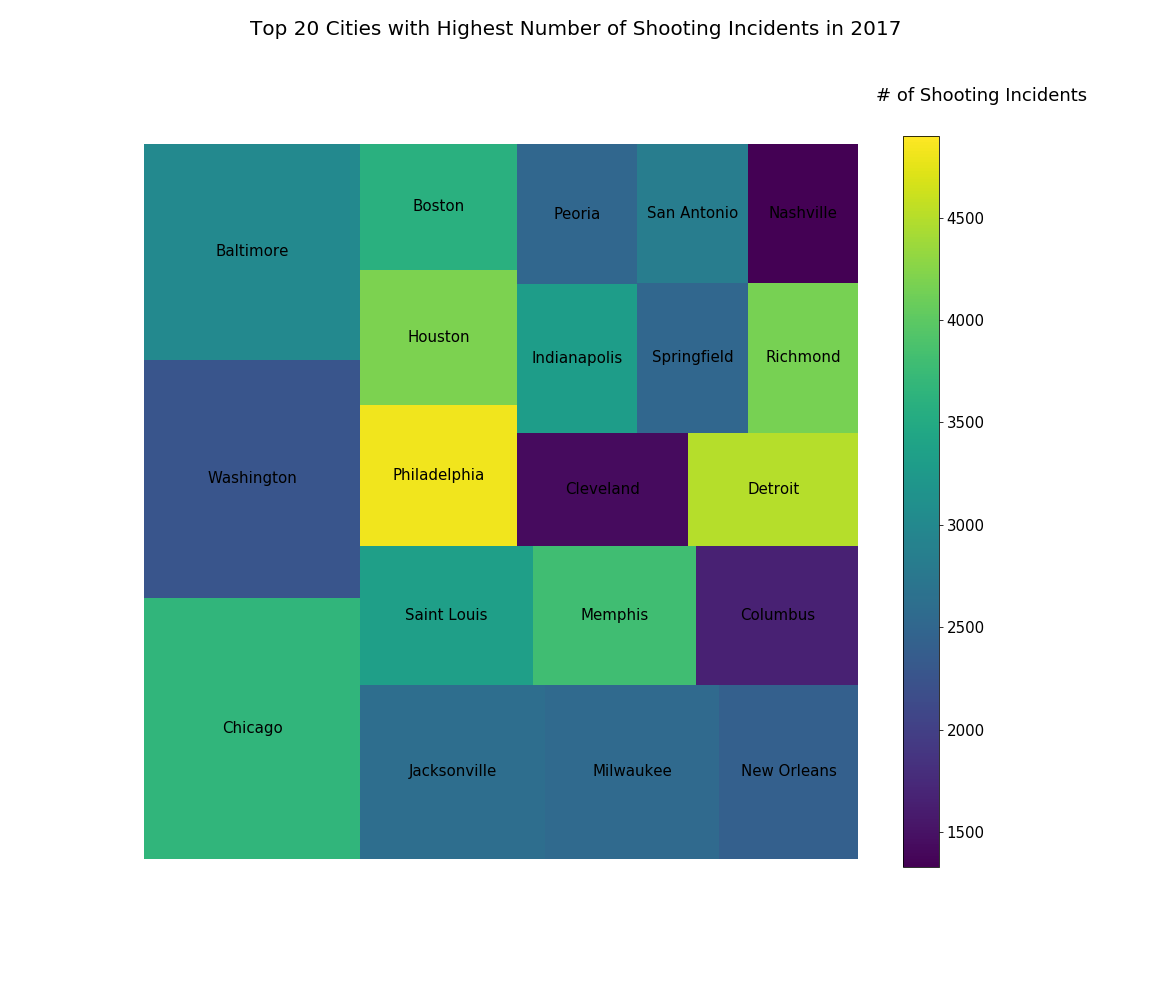 Top 20 Cities with Highest Number of Shooting Incidents in 2017
# of Shooting Incidents
Baltimore
Boston
Peoria
San Antonio
Nashville
Houston
Indianapolis
Springfield
Richmond
Washington
Philadelphia
Cleveland
Detroit
Saint Louis
Memphis
Columbus
Chicago
Jacksonville
Milwaukee
New Orleans
4500
4000
3500
3000
2500
2000
1500